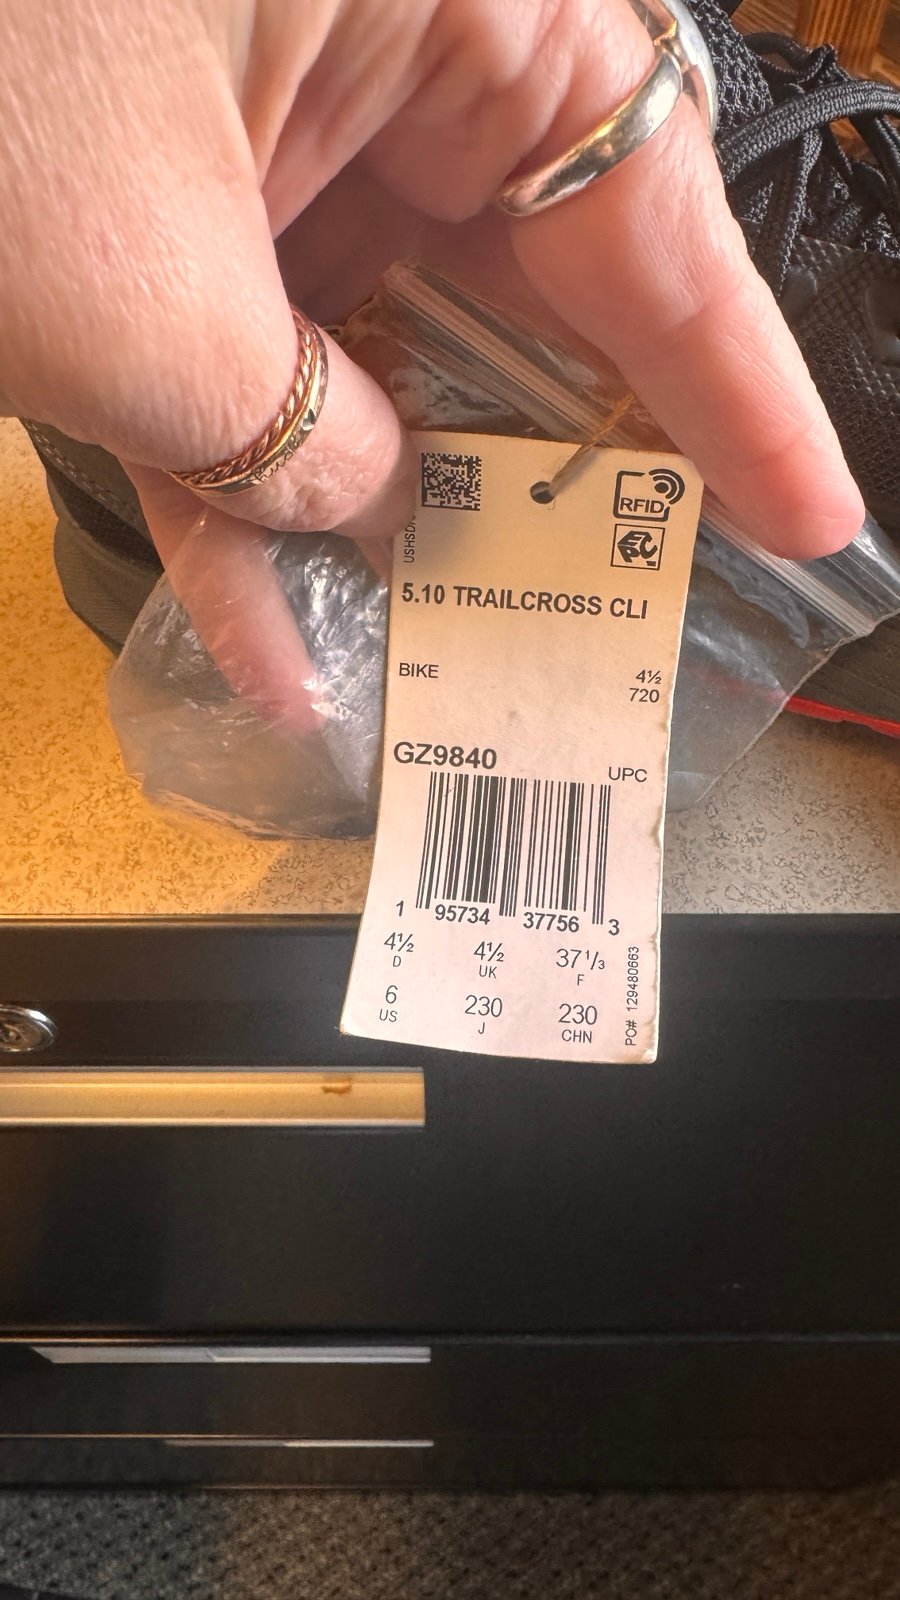 RFID
EPC
5.10 TRAILCROSS CLI
BIKE
4½
720
GZ9840
UPC
1 95734 37756 3
4½ 4½ 37 1/3
D UK F
6 230 230
US J CHN
PO# 129480663